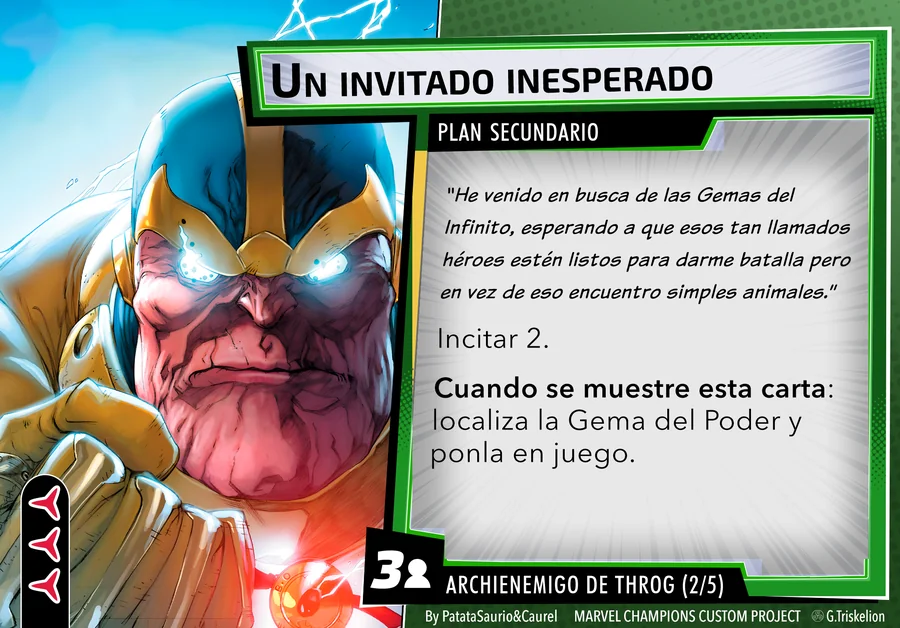 UN INVITADO INESPERADO
PLAN SECUNDARIO
"He venido en busca de las Gemas del
Infinito, esperando a que esos tan llamados
héroes estén listos para darme batalla pero
en vez de eso encuentro simples animales."
Incitar 2.
Cuando se muestre esta carta:
localiza la Gema del Poder y
ponla en juego.
3
ARCHIENEMIGO DE THROG (2/5)
By PatataSaurio&Caurel MARVEL CHAMPIONS CUSTOM PROJECT G.Triskelion